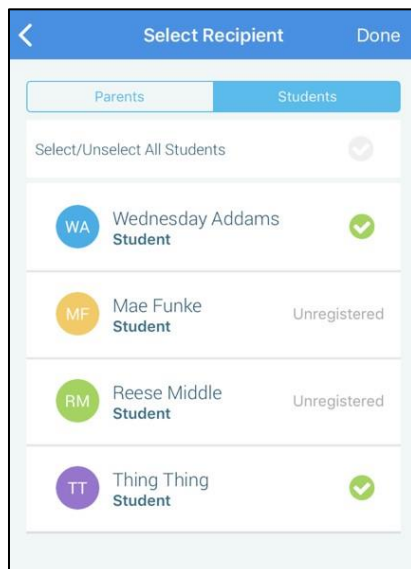 Select Recipient Done
Parents Students
Select/Unselect All Students
WA Wednesday Addams
Student
MF Mae Funke
Student Unregistered
RM Reese Middle
Student Unregistered
TT Thing Thing
Student